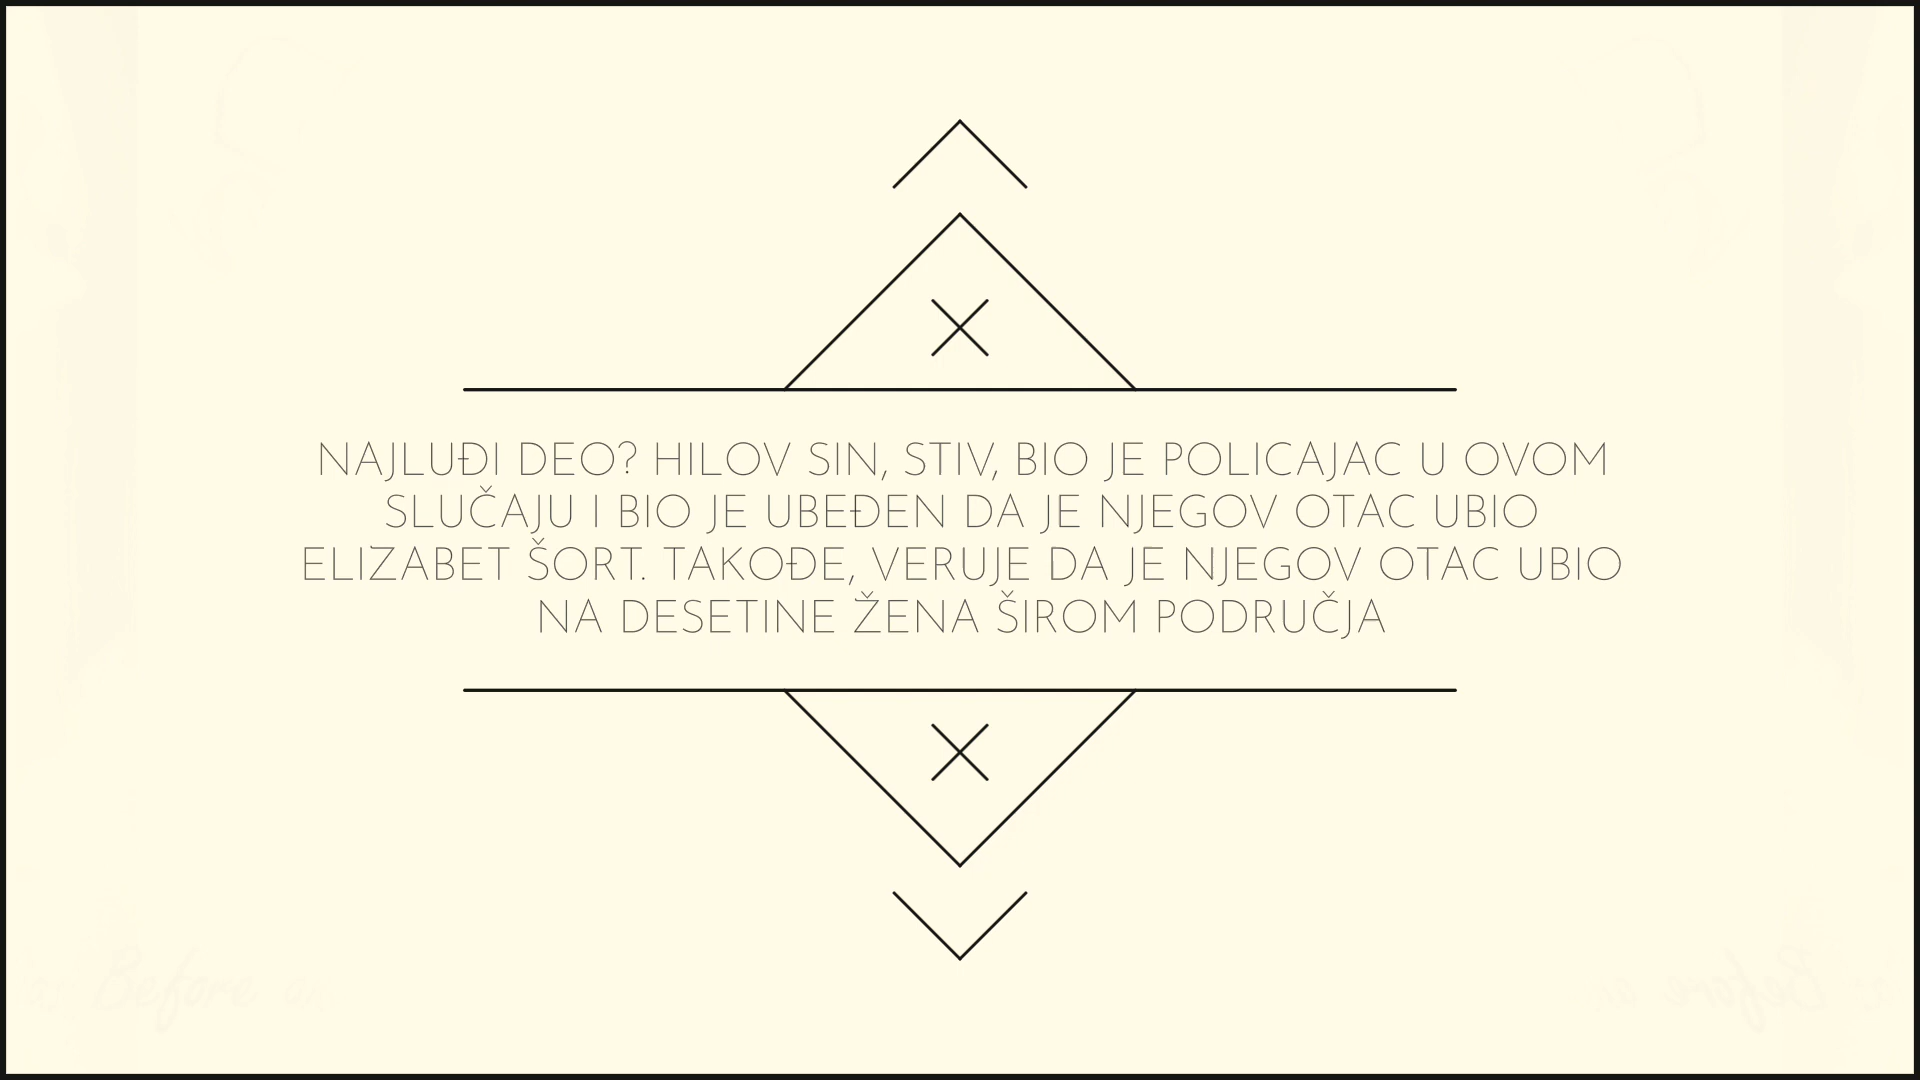 NAJLUĐI DEO? HILOV SIN, STIV, BIO JE POLICAJAC U OVOM
SLUČAJU I BIO JE UBEĐEN DA JE NJEGOV OTAC UBIO
ELIZABET ŠORT. TAKOĐE, VERUJE DA JE NJEGOV OTAC UBIO
NA DESETINE ŽENA ŠIROM PODRUČJA
Before